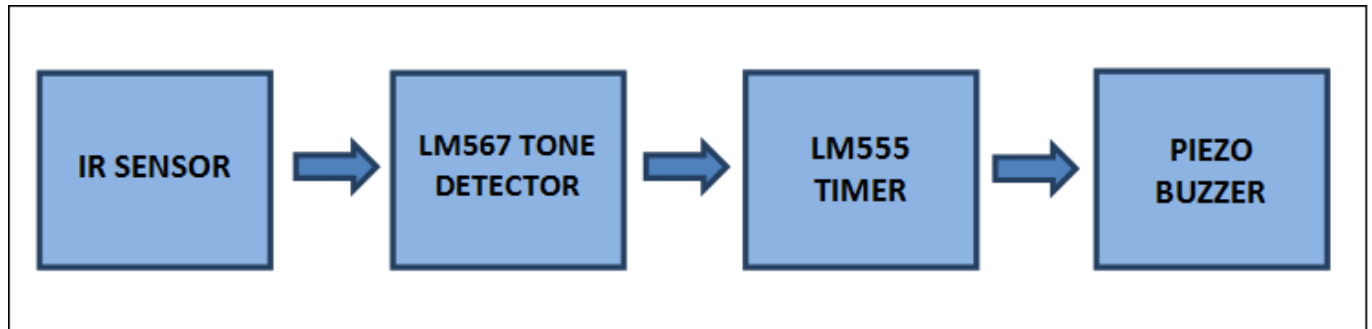 IR SENSOR
LM567 TONE
DETECTOR
LM555
TIMER
PIEZO
BUZZER